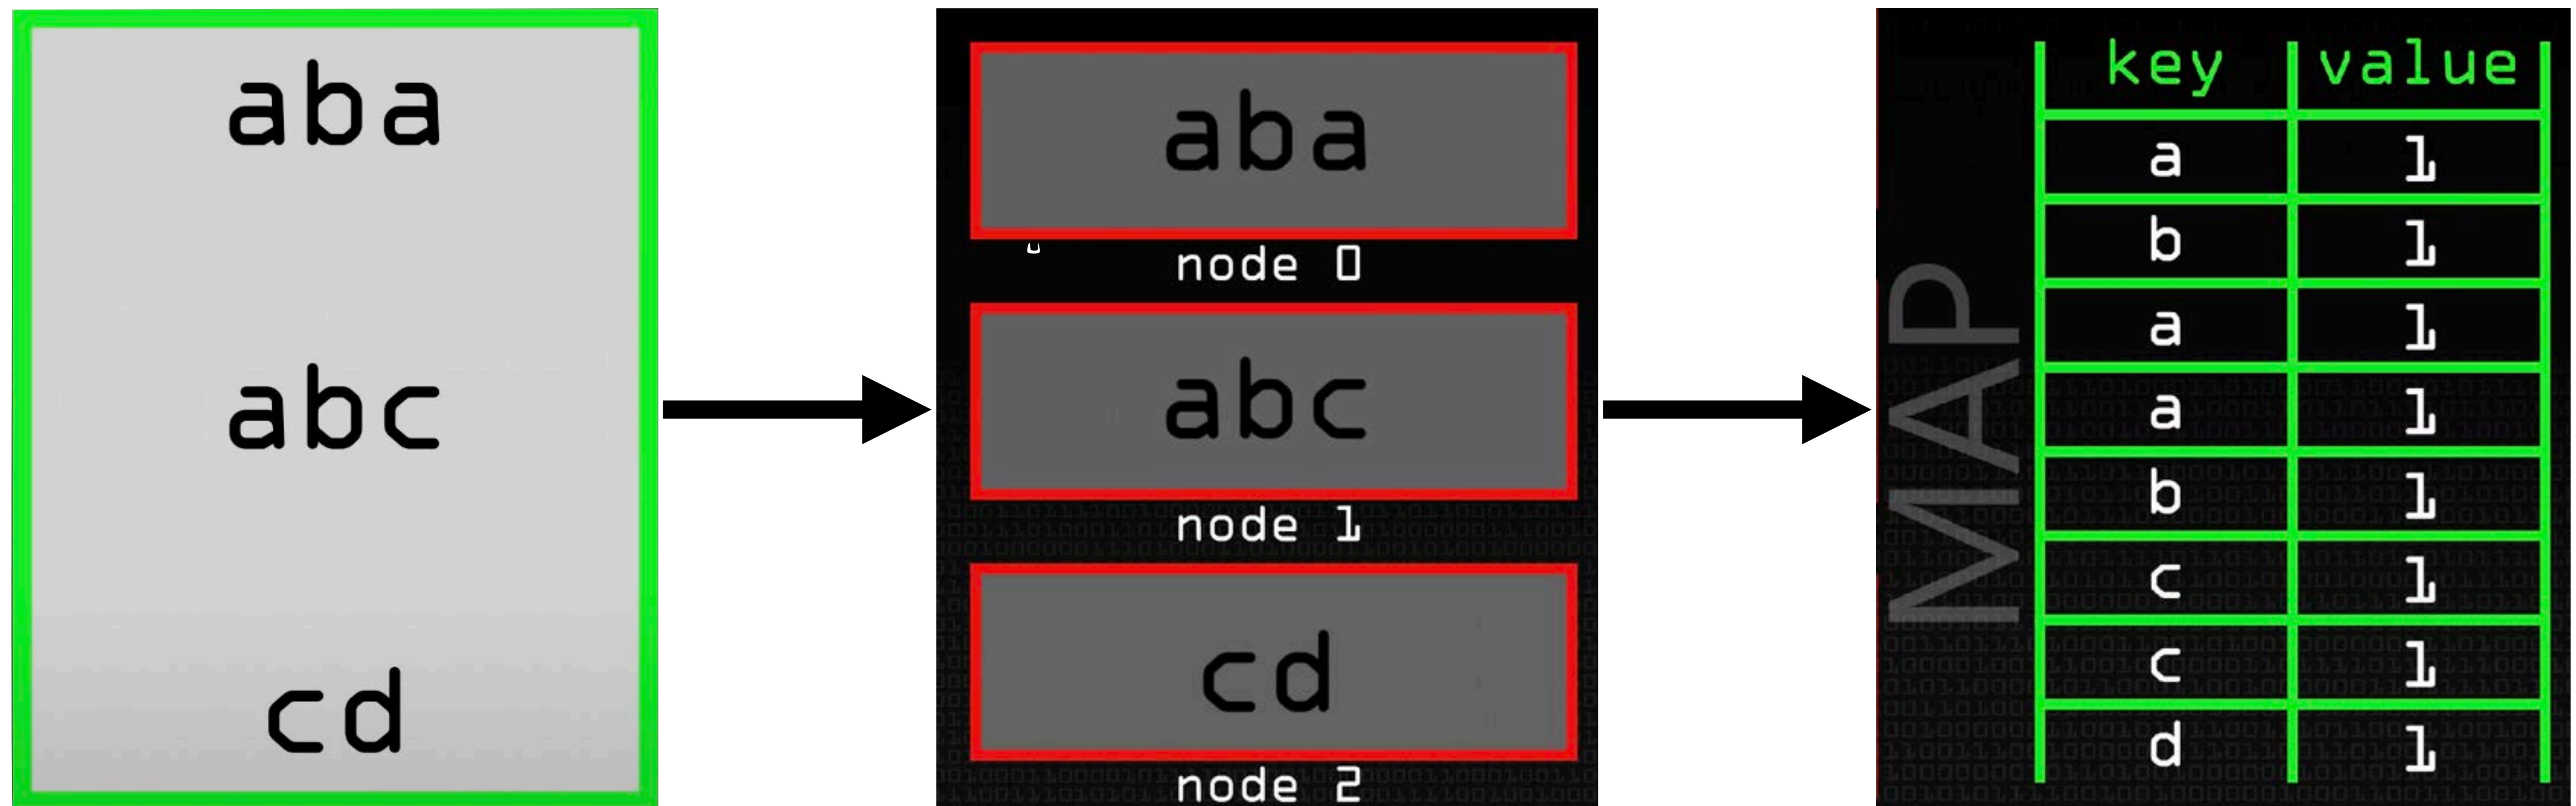 aba
abc
cd
aba
node 0
abc
node 1
cd
node 2
MAP
key value
a 1
b 1
a 1
a 1
b 1
c 1
c 1
d 1